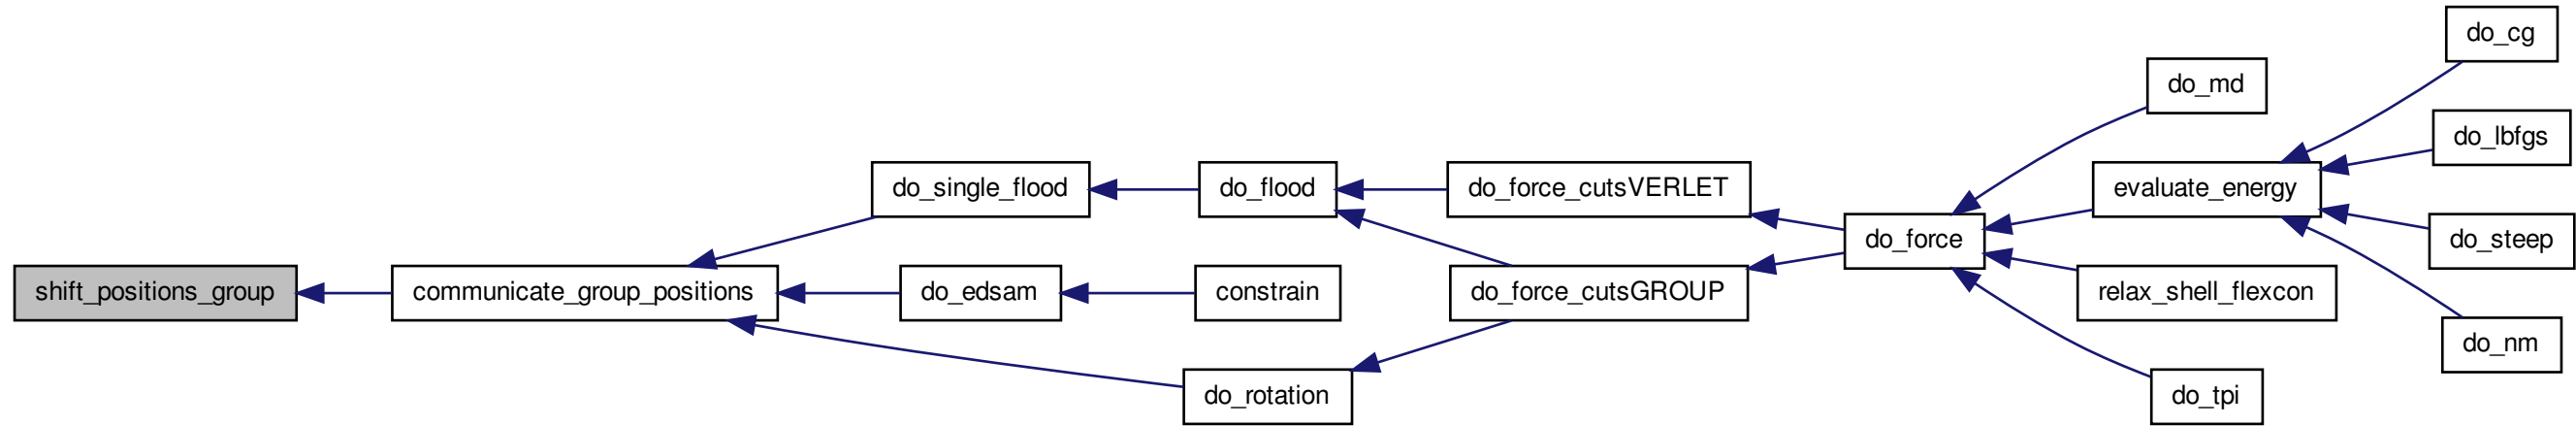 do_cg
do_md
do_lbfgs
do_single_flood
do_flood
do_force_cutsVERLET
evaluate_energy
do_force
do_steep
shift_positions_group
communicate_group_positions
do_edsam
constrain
do_force_cutsGROUP
relax_shell_flexcon
do_nm
do_rotation
do_tpi